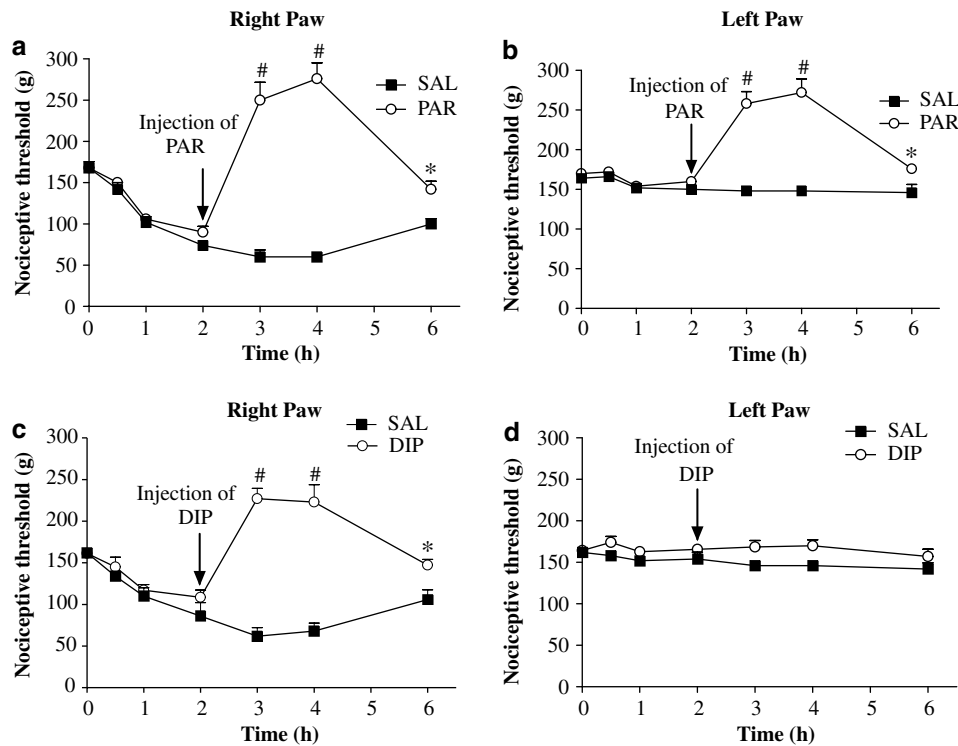 Right Paw
a
Nociceptive threshold (g)
300
250
200
150
100
50
0
0 1 2 3 4 5 6
Time (h)
Injection of
PAR
# #
*
SAL
PAR
Left Paw
b
Nociceptive threshold (g)
300
250
200
150
100
50
0
0 1 2 3 4 5 6
Time (h)
Injection of
PAR
# #
*
SAL
PAR
Right Paw
c
Nociceptive threshold (g)
300
250
200
150
100
50
0
0 1 2 3 4 5 6
Time (h)
Injection of
DIP
# #
*
SAL
DIP
Left Paw
d
Nociceptive threshold (g)
300
250
200
150
100
50
0
0 1 2 3 4 5 6
Time (h)
Injection of
DIP
SAL
DIP